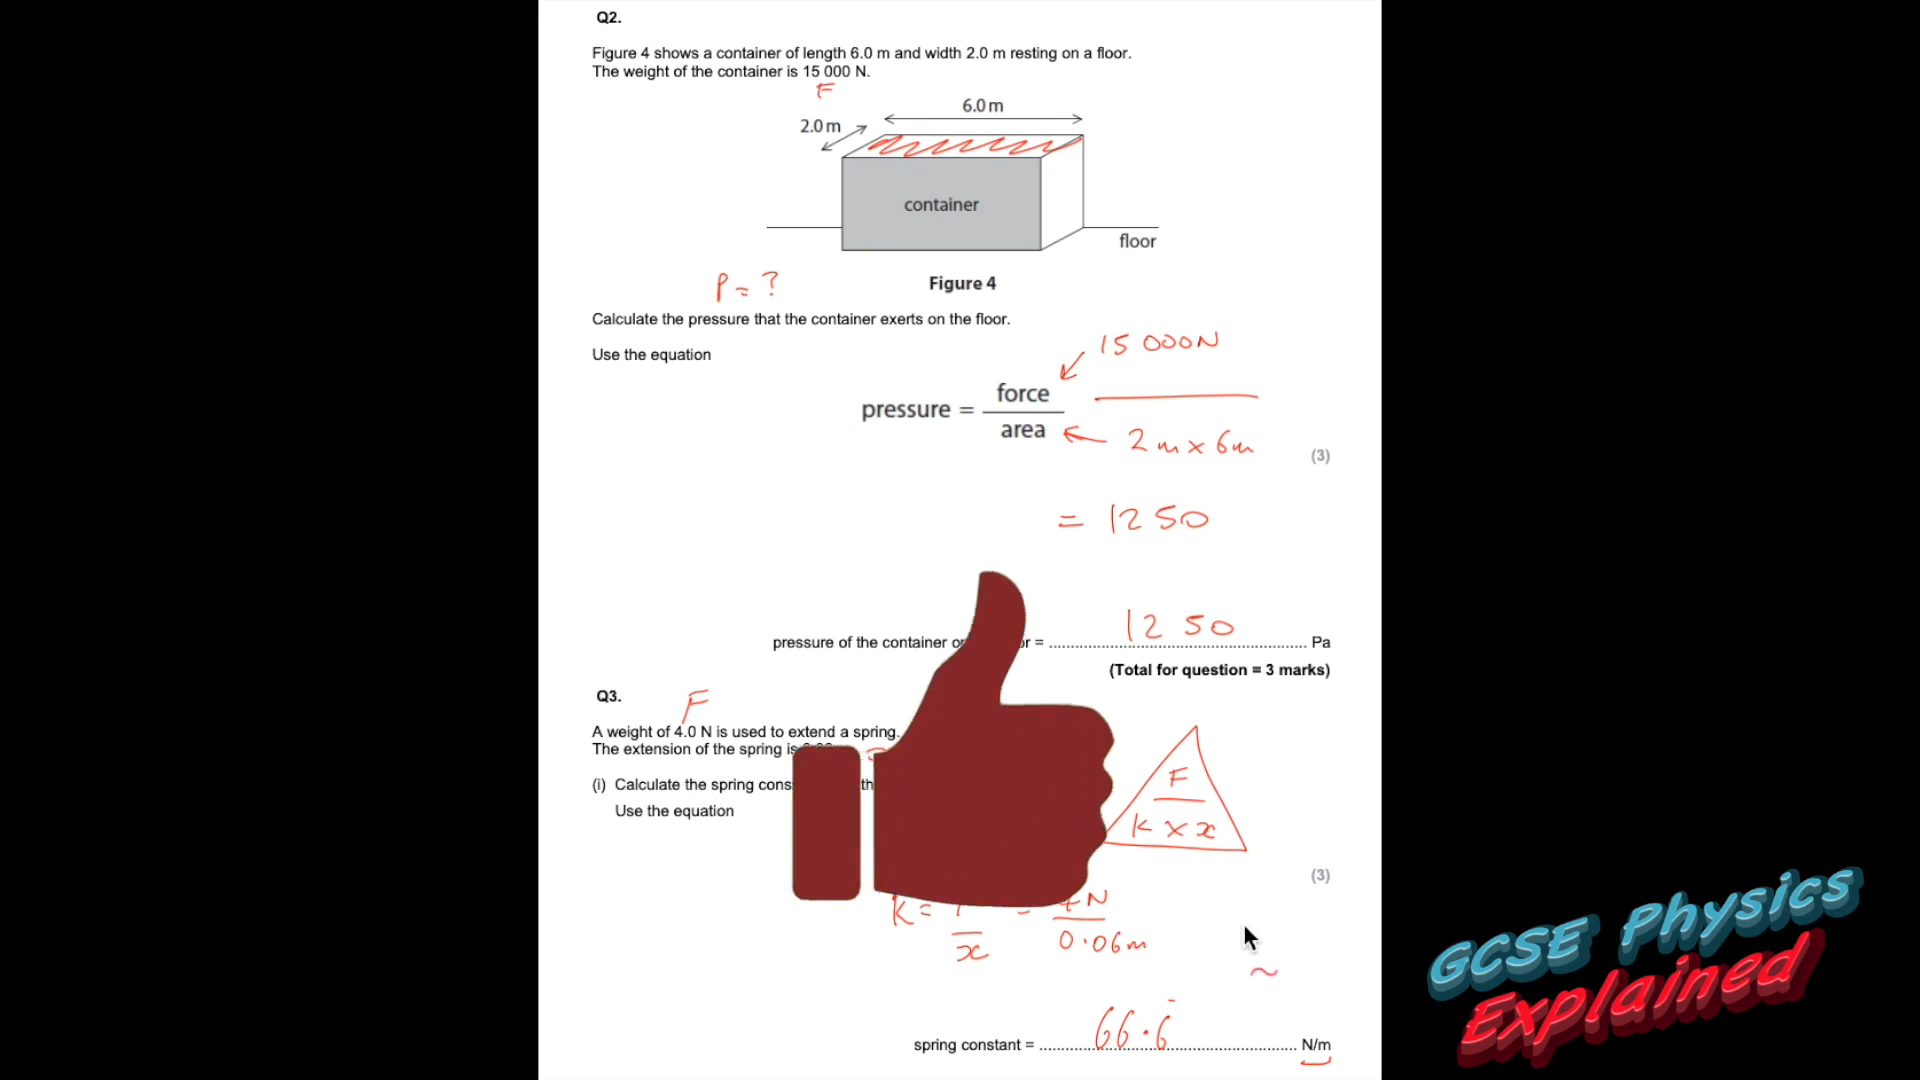 Q2.
Figure 4 shows a container of length 6.0 m and width 2.0 m resting on a floor.
The weight of the container is 15 000 N.
F
6.0 m
2.0 m
container
floor
P = ?
Figure 4
Calculate the pressure that the container exerts on the floor.
15 000N
Use the equation
pressure = force / area
2m x 6m
(3)
= 1250
1250
pressure of the container = Pa
(Total for question = 3 marks)
Q3.
F
A weight of 4.0 N is used to extend a spring.
The extension of the spring is
(i) Calculate the spring
Use the equation
F
K x x
(3)
K = / x = 4N / 0.06m
~
66.6̇
spring constant = N/m
GCSE Physics
Explained